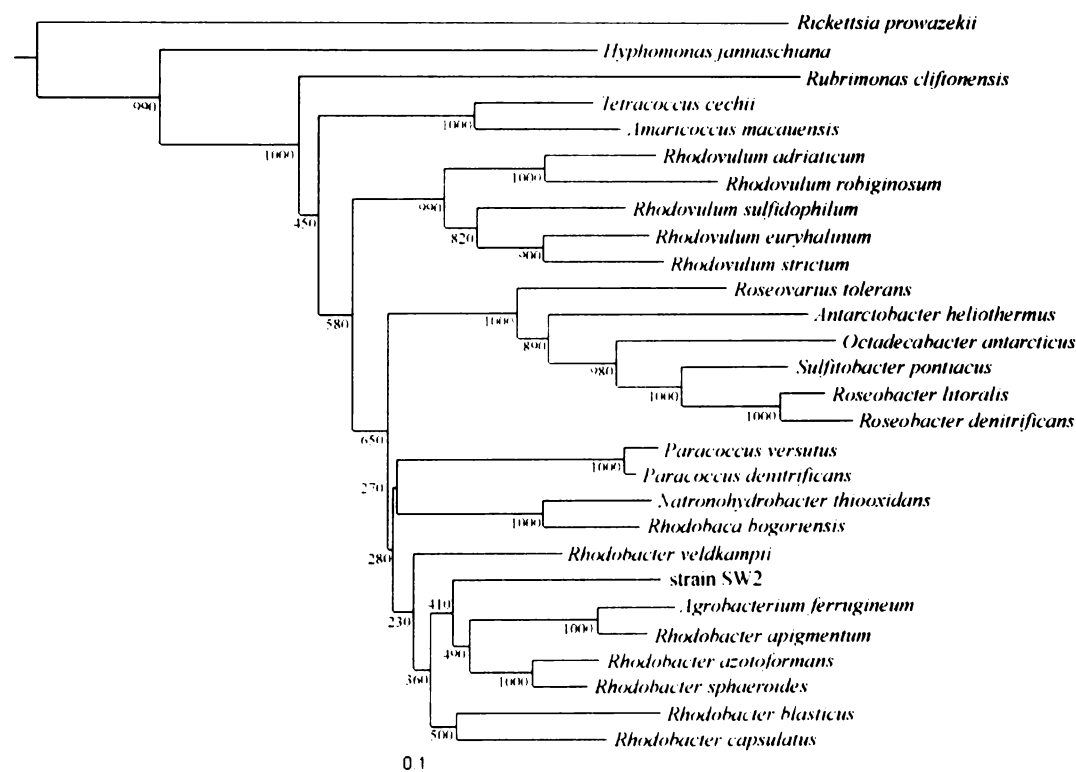 Rickettsia prowazekii
Hyphomonas jannaschiana
990
Rubrimonas cliftonensis
Tetracoccus cechii
1000
Amaricoccus macauensis
1000
Rhodovulum adriaticum
1000
Rhodovulum robiginosum
990
Rhodovulum sulfidophilum
450
Rhodovulum euryhalinum
820
900
Rhodovulum strictum
Roseovarius tolerans
580
1000
Antarctobacter heliothermus
890
Octadecabacter antarcticus
980
Sulfitobacter pontiacus
1000
Roseobacter litoralis
1000
Roseobacter denitrificans
650
Paracoccus versutus
1000
Paracoccus denitrificans
270
Natronohydrobacter thiooxidans
1000
Rhodobaca bogoriensis
280
Rhodobacter veldkampii
strain SW2
410
Agrobacterium ferrugineum
230
1000
Rhodobacter apigmentum
490
Rhodobacter azotoformans
360
1000
Rhodobacter sphaeroides
Rhodobacter blasticus
500
Rhodobacter capsulatus
0.1